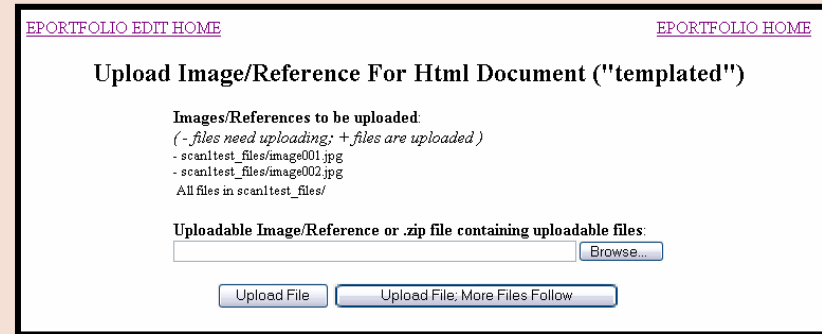 EPORTFOLIO EDIT HOME EPORTFOLIO HOME
Upload Image/Reference For Html Document ("templated")
Images/References to be uploaded:
( - files need uploading; + files are uploaded )
- scan1test_files/image001.jpg
- scan1test_files/image002.jpg
All files in scan1test_files/
Uploadable Image/Reference or .zip file containing uploadable files:
Browse...
Upload File Upload File; More Files Follow